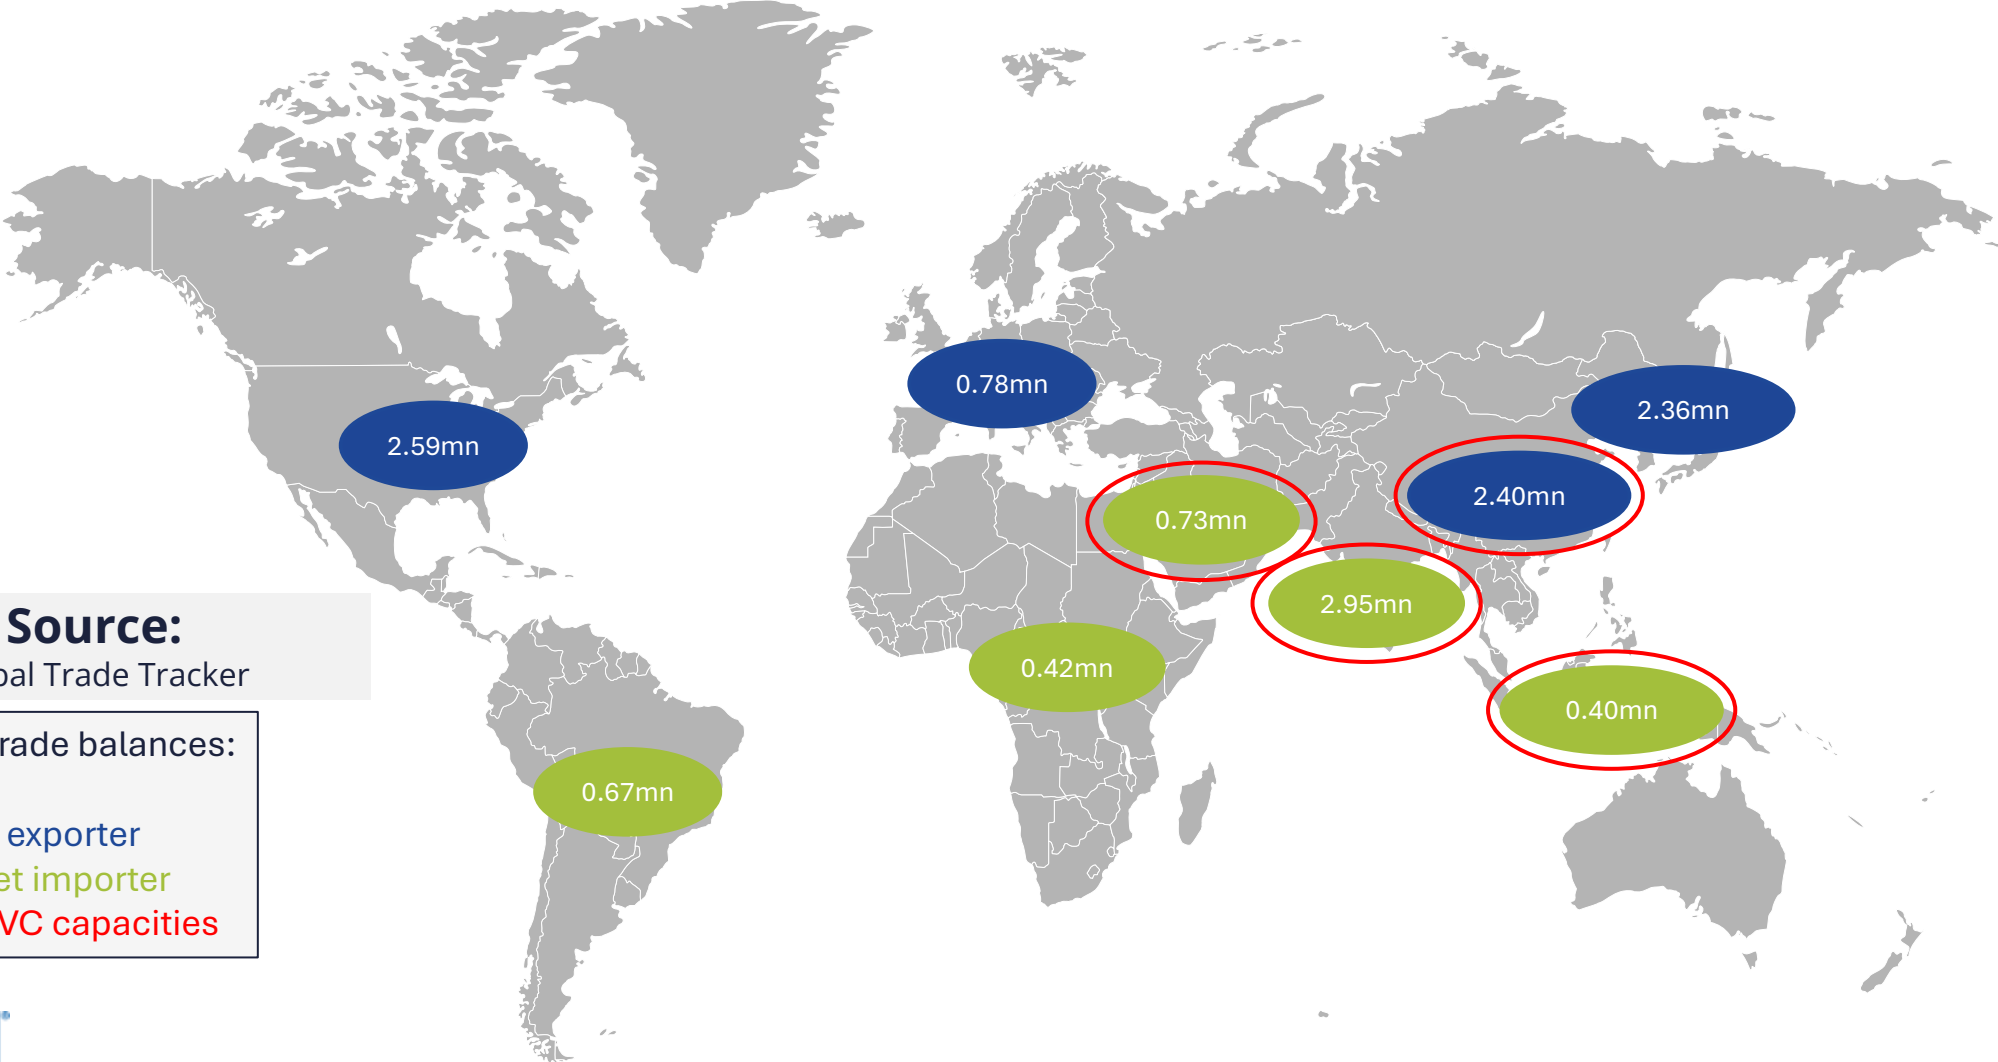 0.78mn
2.36mn
2.59mn
2.40mn
0.73mn
2.95mn
0.42mn
0.40mn
0.67mn
Source:
bal Trade Tracker
rade balances:
exporter
et importer
VC capacities